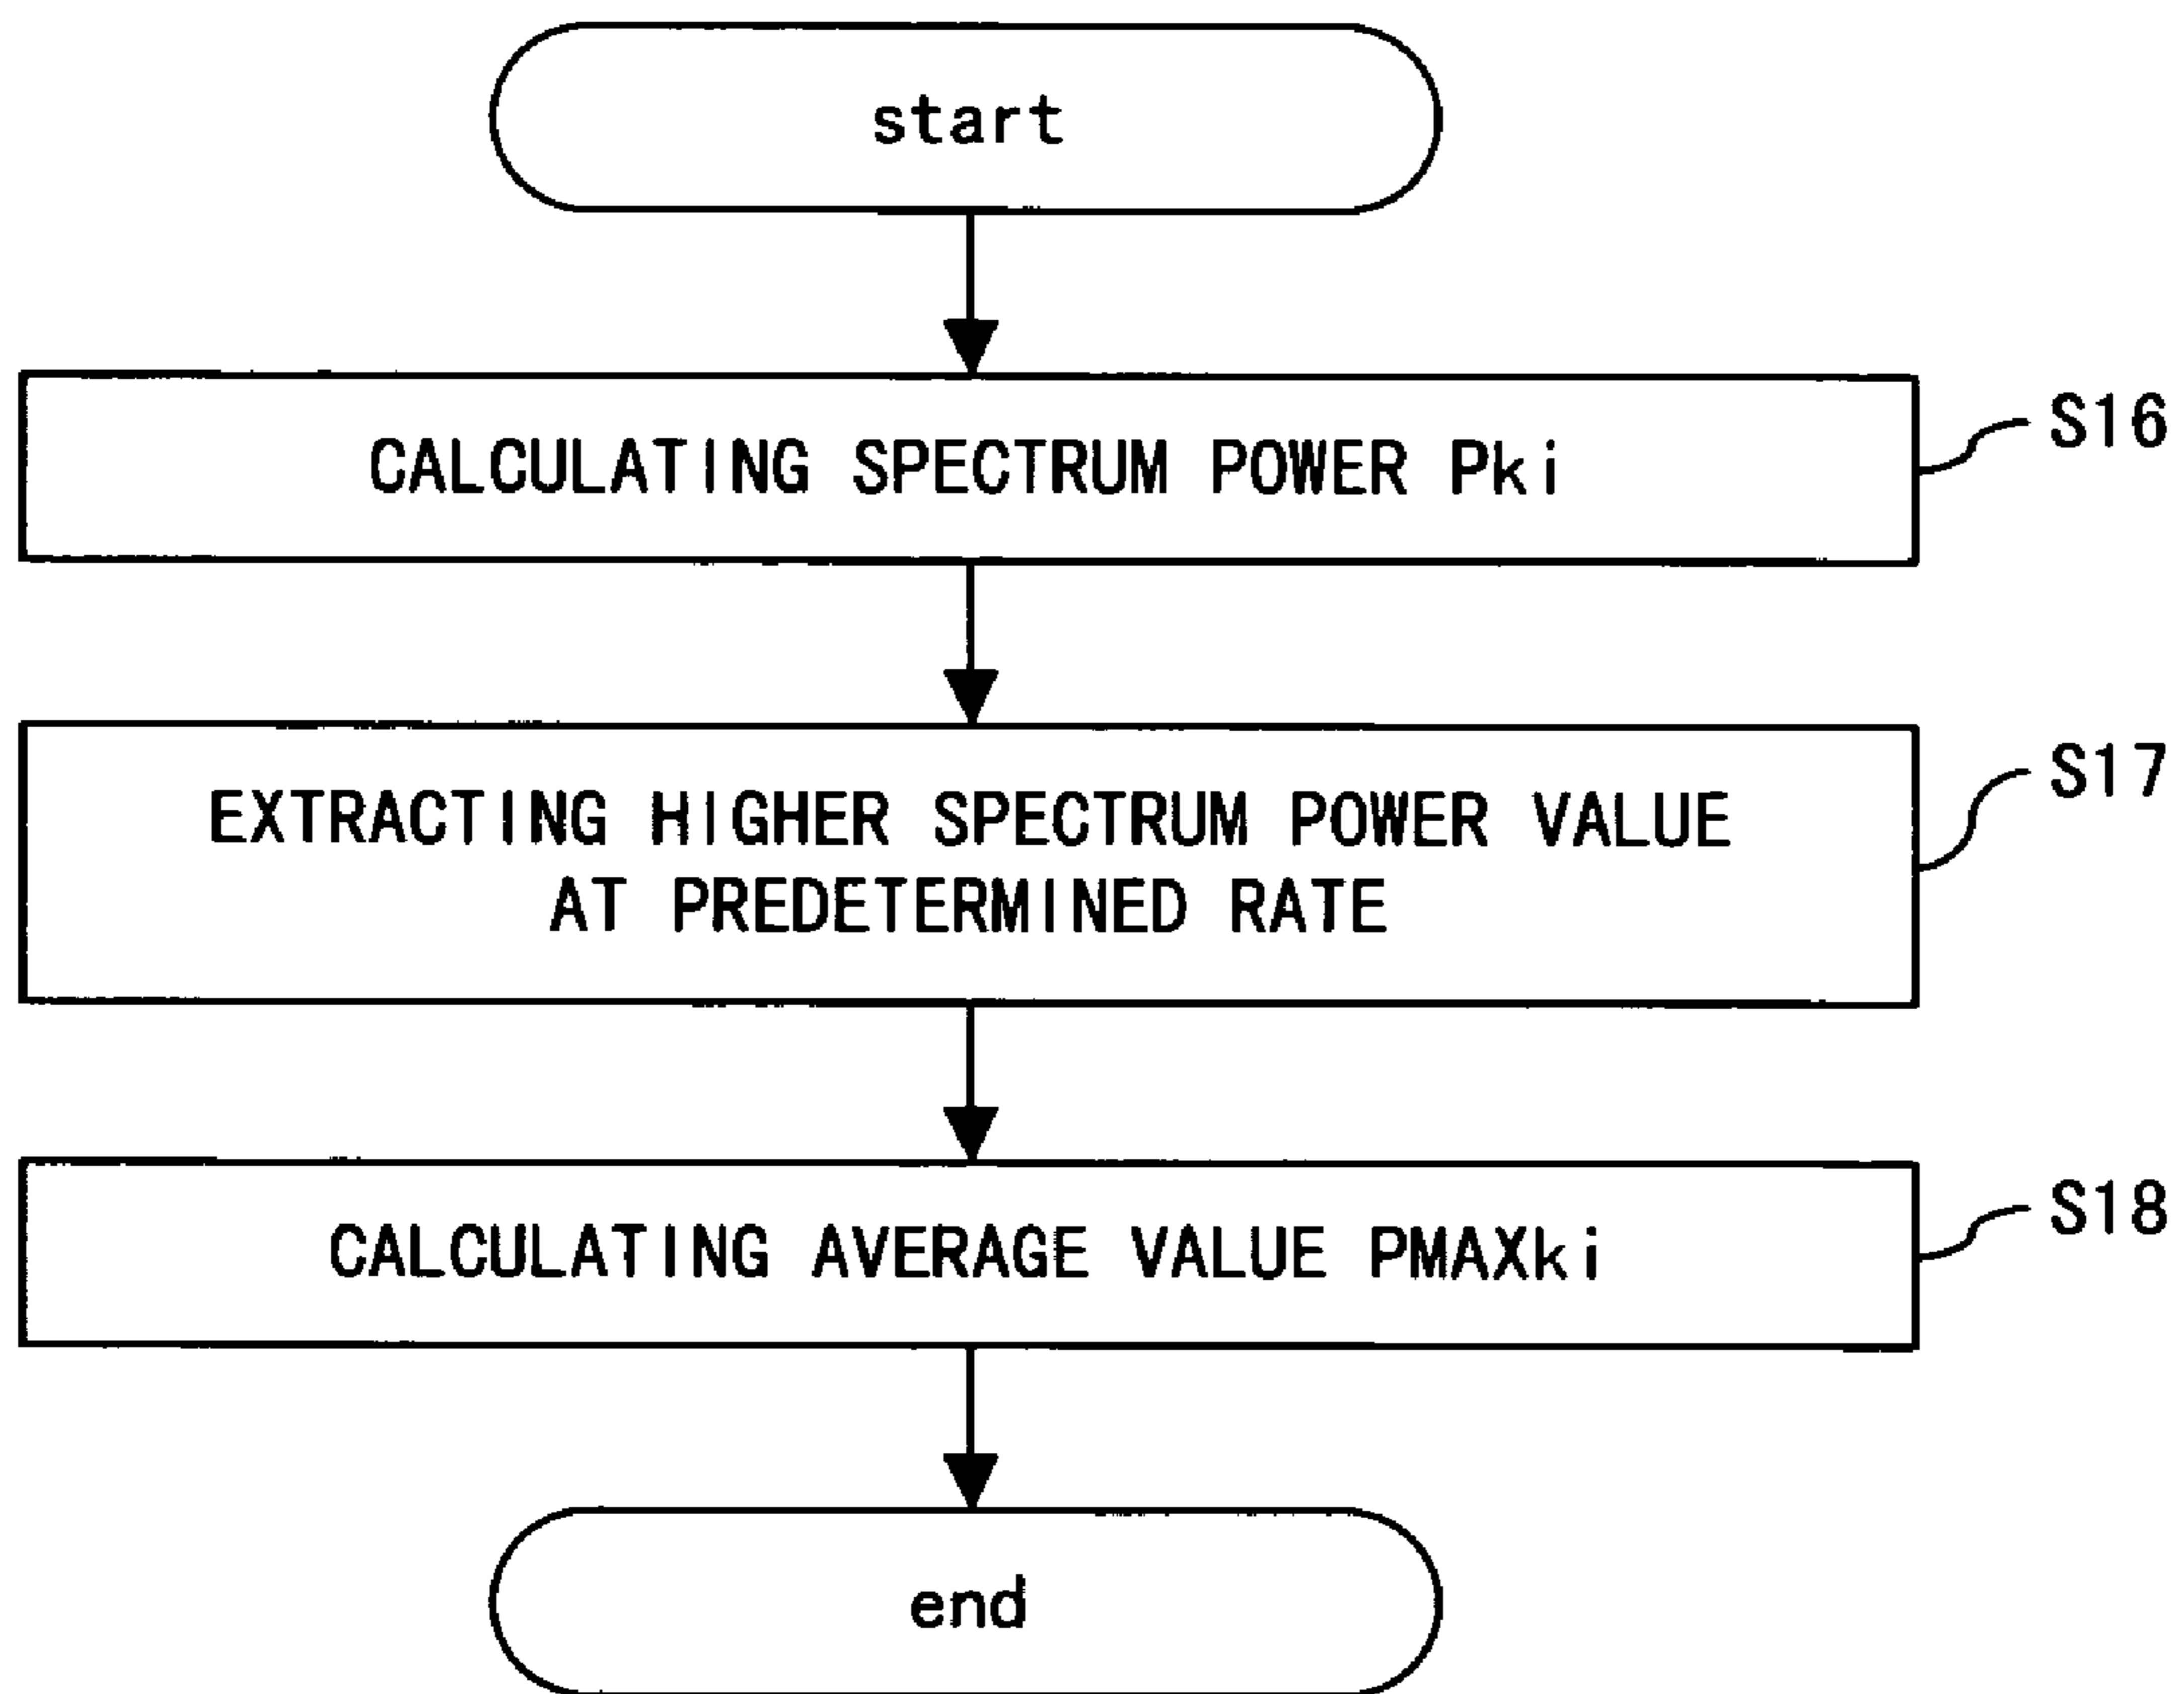 start
CALCULATING SPECTRUM POWER Pki
S16
EXTRACTING HIGHER SPECTRUM POWER VALUE
AT PREDETERMINED RATE
S17
CALCULATING AVERAGE VALUE PMAXki
S18
end